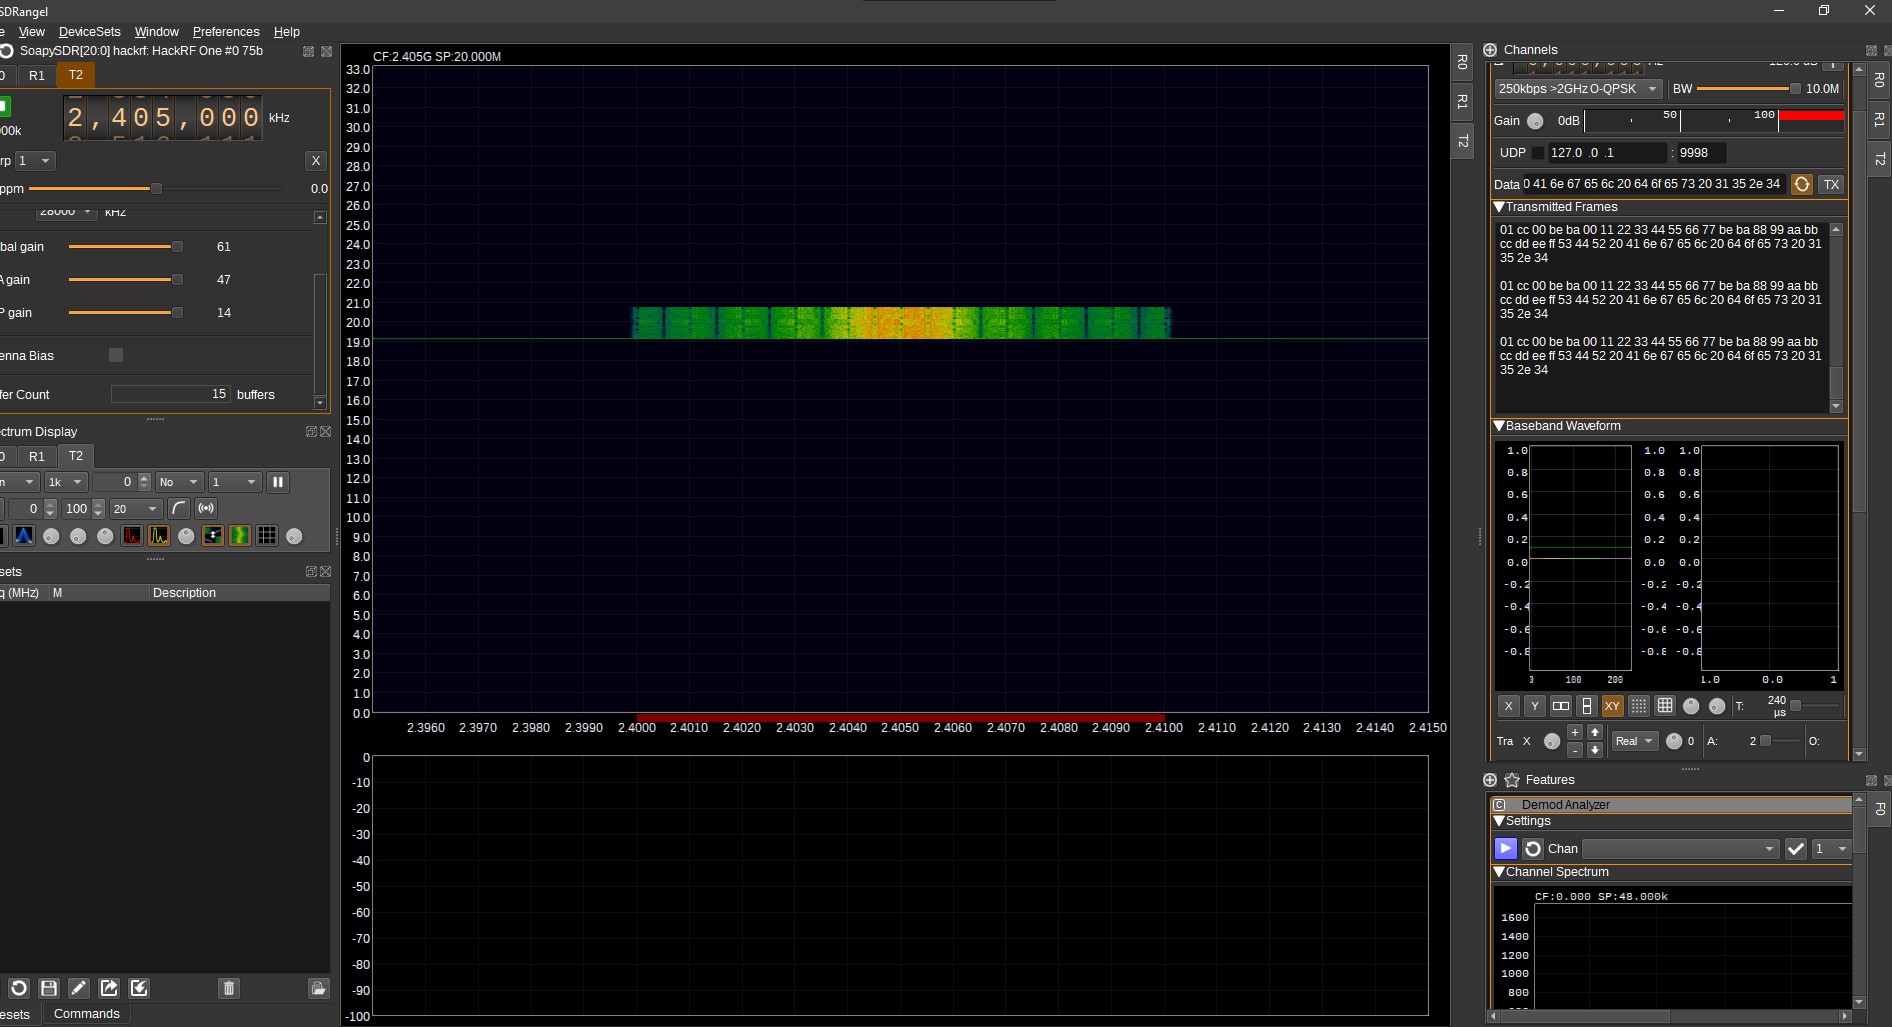 SDRangel
View DeviceSets Window Preferences Help
SoapySDR[20:0] hackrf: HackRF One #0 75b
R1 T2
2,405,000 kHz
00k
rp 1 X
ppm 0.0
28000 kHz
bal gain 61
A gain 47
P gain 14
enna Bias
fer Count 15 buffers
ctrum Display
R1 T2
1k 0 No 1
0 100 20
sets
q (MHz) M Description
esets Commands
CF:2.405G SP:20.000M
33.0
32.0
31.0
30.0
29.0
28.0
27.0
26.0
25.0
24.0
23.0
22.0
21.0
20.0
19.0
18.0
17.0
16.0
15.0
14.0
13.0
12.0
11.0
10.0
9.0
8.0
7.0
6.0
5.0
4.0
3.0
2.0
1.0
0.0
2.3960 2.3970 2.3980 2.3990 2.4000 2.4010 2.4020 2.4030 2.4040 2.4050 2.4060 2.4070 2.4080 2.4090 2.4100 2.4110 2.4120 2.4130 2.4140 2.4150
0
-10
-20
-30
-40
-50
-60
-70
-80
-90
-100
R0
R1
T2
Channels
250kbps >2GHz O-QPSK BW 10.0M
Gain 0dB 50 100
UDP 127.0 .0 .1 : 9998
Data 0 41 6e 67 65 6c 20 64 6f 65 73 20 31 35 2e 34 TX
Transmitted Frames
01 cc 00 be ba 00 11 22 33 44 55 66 77 be ba 88 99 aa bb
cc dd ee ff 53 44 52 20 41 6e 67 65 6c 20 64 6f 65 73 20 31
35 2e 34
01 cc 00 be ba 00 11 22 33 44 55 66 77 be ba 88 99 aa bb
cc dd ee ff 53 44 52 20 41 6e 67 65 6c 20 64 6f 65 73 20 31
35 2e 34
01 cc 00 be ba 00 11 22 33 44 55 66 77 be ba 88 99 aa bb
cc dd ee ff 53 44 52 20 41 6e 67 65 6c 20 64 6f 65 73 20 31
35 2e 34
Baseband Waveform
1.0 1.0 1.0
0.8 0.8 0.8
0.6 0.6 0.6
0.4 0.4 0.4
0.2 0.2 0.2
0.0 0.0 0.0
-0.2 -0.2 -0.2
-0.4 -0.4 -0.4
-0.6 -0.6 -0.6
-0.8 -0.8 -0.8
100 200 1.0 0.0 1
X Y XY T: 240 µs
Tra X + - Real 0 A: 2 O:
Features
Demod Analyzer
Settings
Chan 1
Channel Spectrum
CF:0.000 SP:48.000k
1600
1400
1200
1000
800
R0
R1
T2
F0